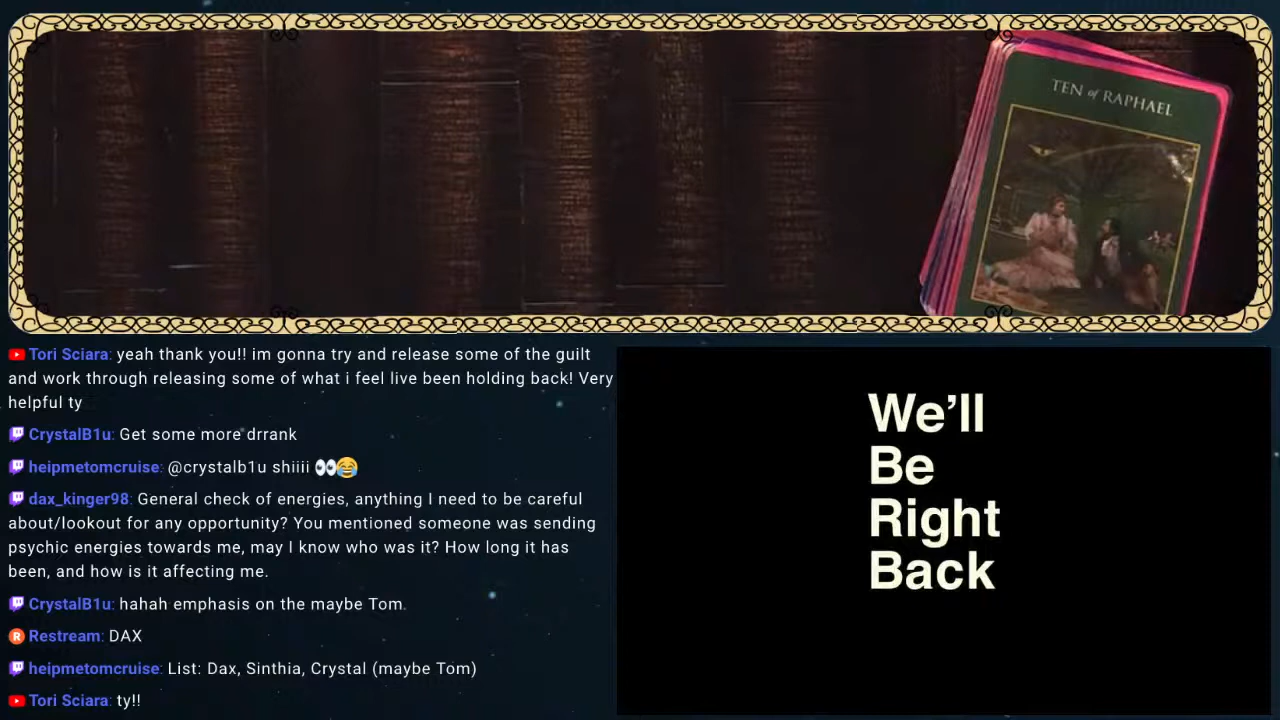 TEN of RAPHAEL
Tori Sciara: yeah thank you!! im gonna try and release some of the guilt
and work through releasing some of what i feel live been holding back! Very
helpful ty
CrystalB1u: Get some more drrank
heipmetomcruise: @crystalb1u shiiii 👀😂
dax_kinger98: General check of energies, anything I need to be careful
about/lookout for any opportunity? You mentioned someone was sending
psychic energies towards me, may I know who was it? How long it has
been, and how is it affecting me.
CrystalB1u: hahah emphasis on the maybe Tom.
R Restream: DAX
heipmetomcruise: List: Dax, Sinthia, Crystal (maybe Tom)
Tori Sciara: ty!!
We'll
Be
Right
Back